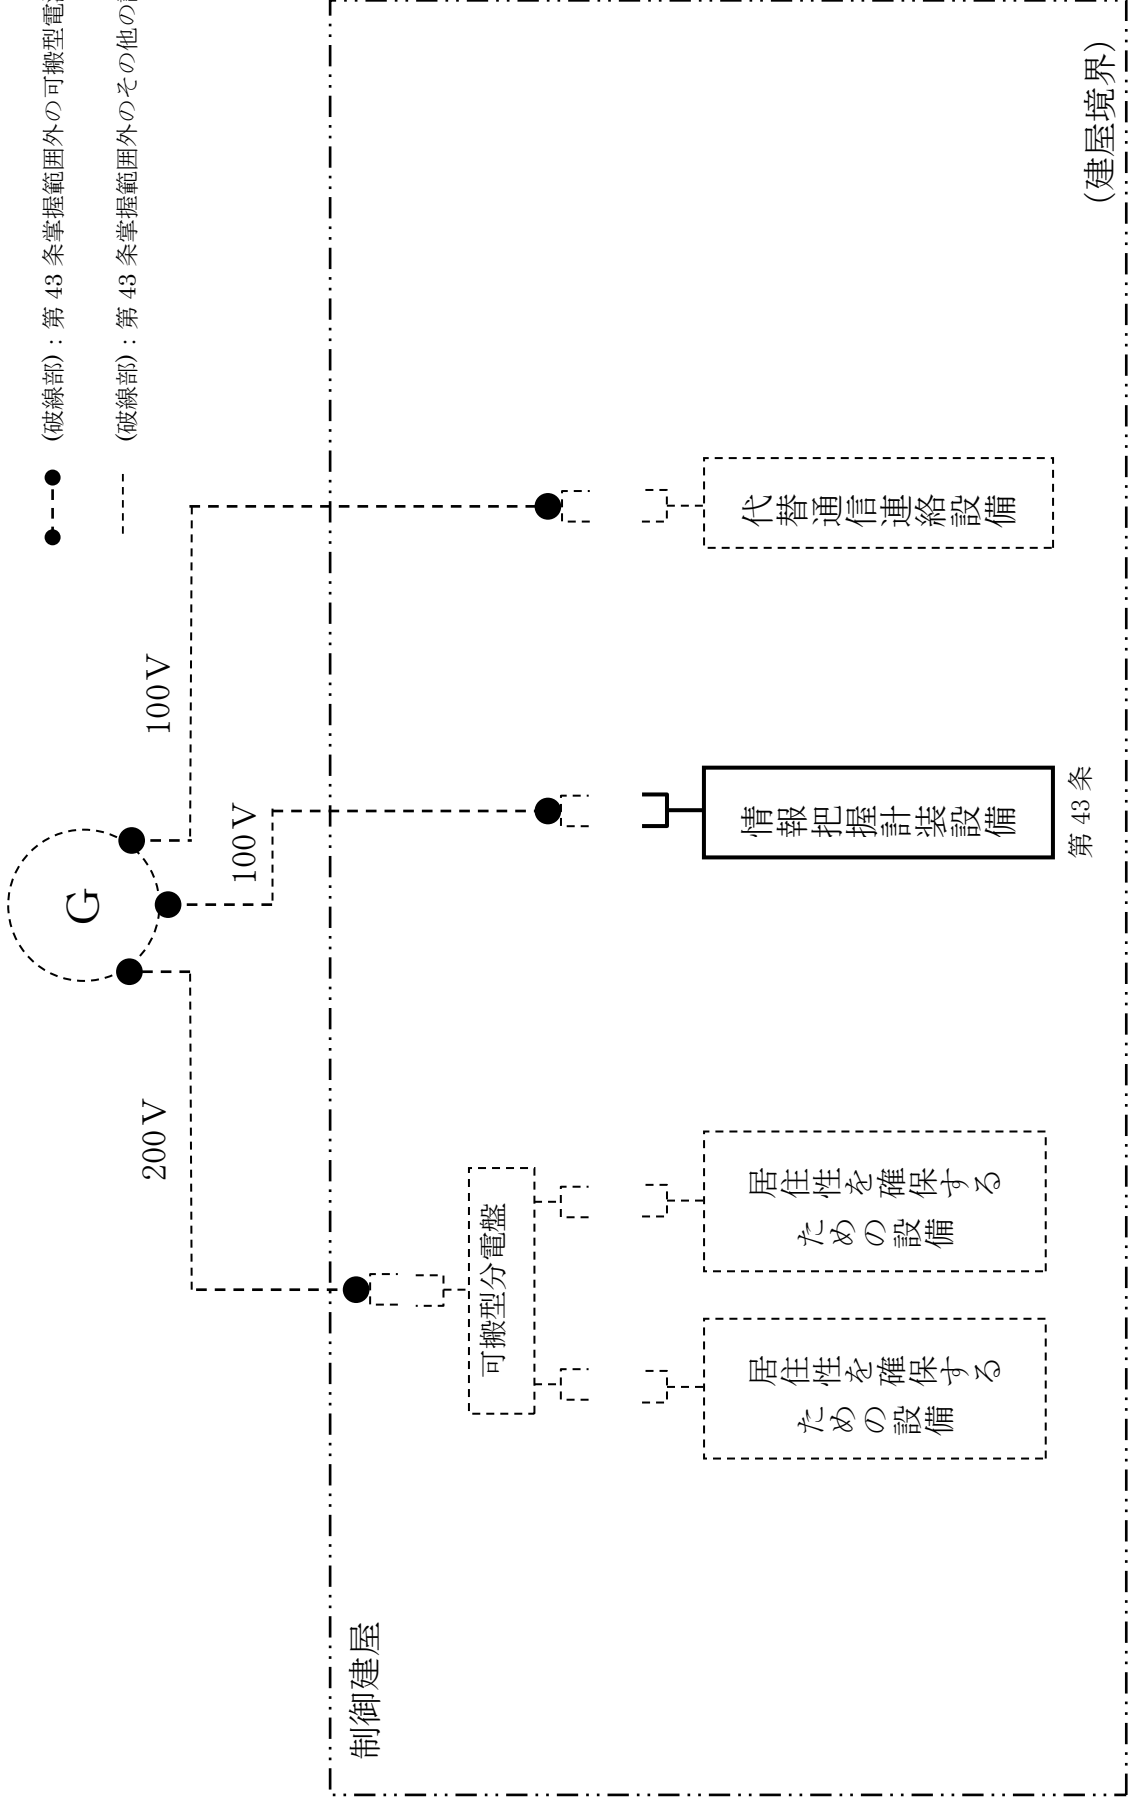 (破線部)：第 43 条掌握範囲外の可搬型電
(破線部)：第 43 条掌握範囲外のその他の
G
200V
100V
100V
制御建屋
可搬型分電盤
居住性を確保する
ための設備
居住性を確保する
ための設備
情報把握計装設備
代替通信連絡設備
第 43 条
(建屋境界)